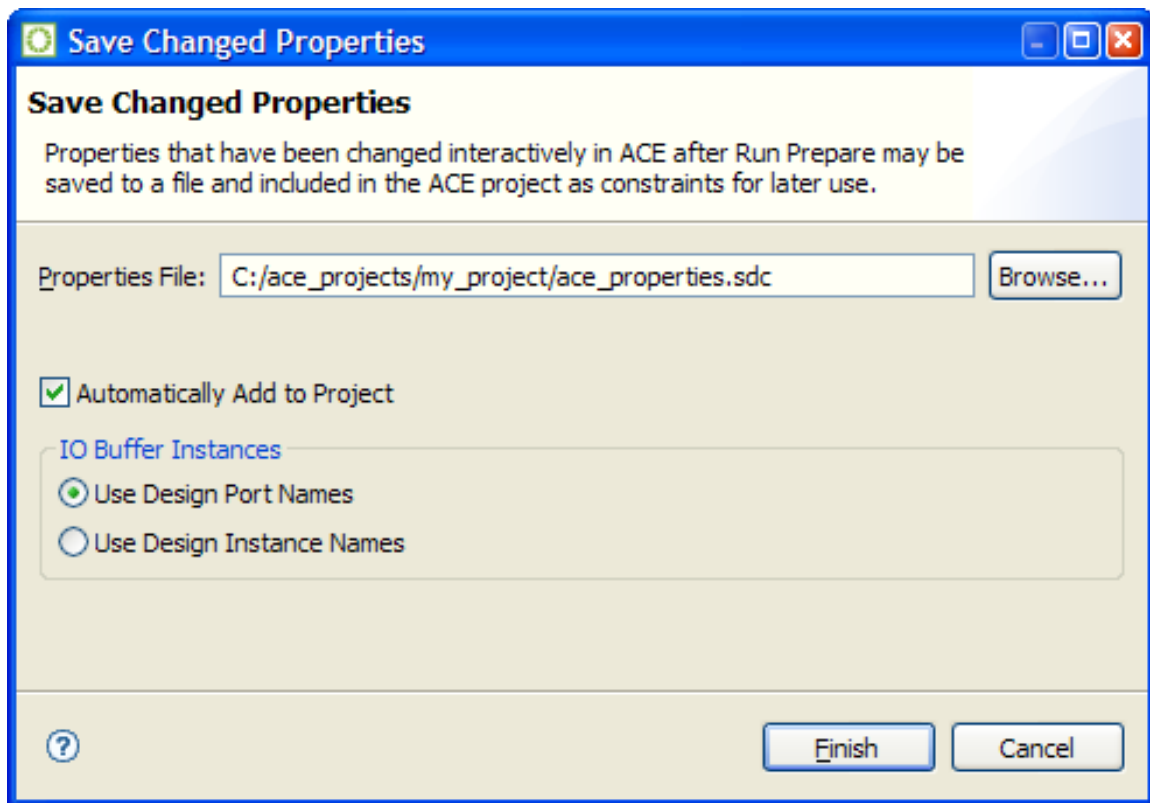 Save Changed Properties
Save Changed Properties
Properties that have been changed interactively in ACE after Run Prepare may be
saved to a file and included in the ACE project as constraints for later use.
Properties File: C:/ace_projects/my_project/ace_properties.sdc Browse...
Automatically Add to Project
IO Buffer Instances
Use Design Port Names
Use Design Instance Names
? Finish Cancel